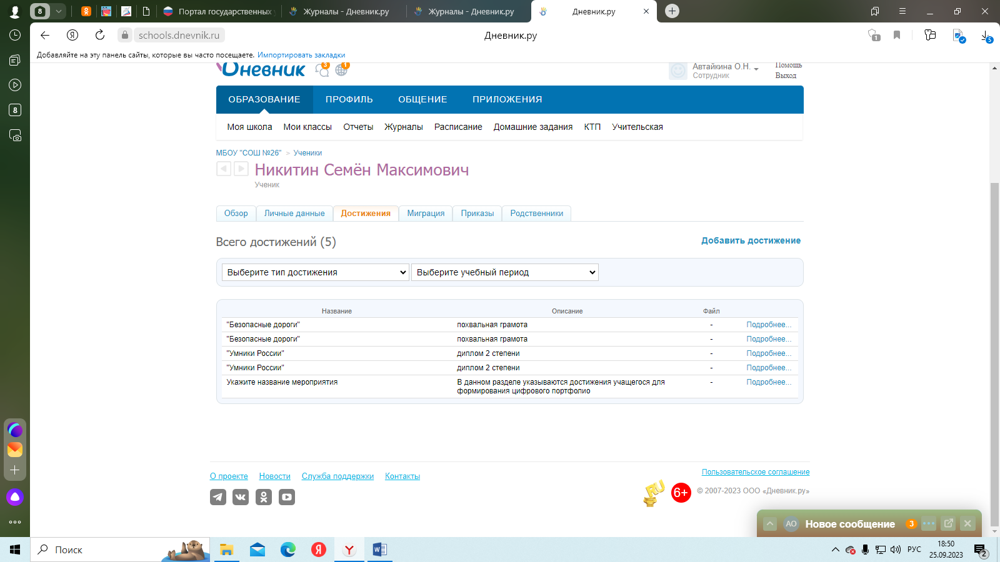 8
Портал государственных
Журналы - Дневник.ру
Журналы - Дневник.ру
Дневник.ру
schools.dnevnik.ru
Дневник.ру
1
5
Добавляйте на эту панель сайты, которые вы часто посещаете. Импортировать закладки
8
Дневник
3
1
Автайкина О.Н.
Сотрудник
Помощь
Выход
ОБРАЗОВАНИЕ ПРОФИЛЬ ОБЩЕНИЕ ПРИЛОЖЕНИЯ
Моя школа Мои классы Отчеты Журналы Расписание Домашние задания КТП Учительская
МБОУ "СОШ №26" > Ученики
Никитин Семён Максимович
Ученик
Обзор Личные данные Достижения Миграция Приказы Родственники
Всего достижений (5)
Добавить достижение
Выберите тип достижения Выберите учебный период
Название Описание Файл
"Безопасные дороги" похвальная грамота - Подробнее...
"Безопасные дороги" похвальная грамота - Подробнее...
"Умники России" диплом 2 степени - Подробнее...
"Умники России" диплом 2 степени - Подробнее...
Укажите название мероприятия В данном разделе указываются достижения учащегося для - Подробнее...
формирования цифрового портфолио
О проекте Новости Служба поддержки Контакты
Пользовательское соглашение
RU
6+
© 2007-2023 ООО «Дневник.ру»
АО Новое сообщение 3
Поиск
РУС
18:50
25.09.2023
2